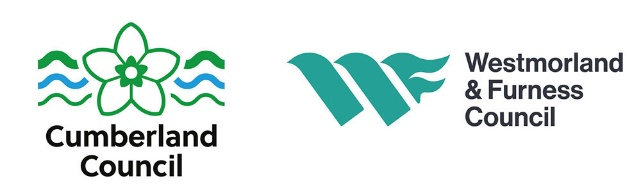 Cumberland
Council
Westmorland
& Furness
Council